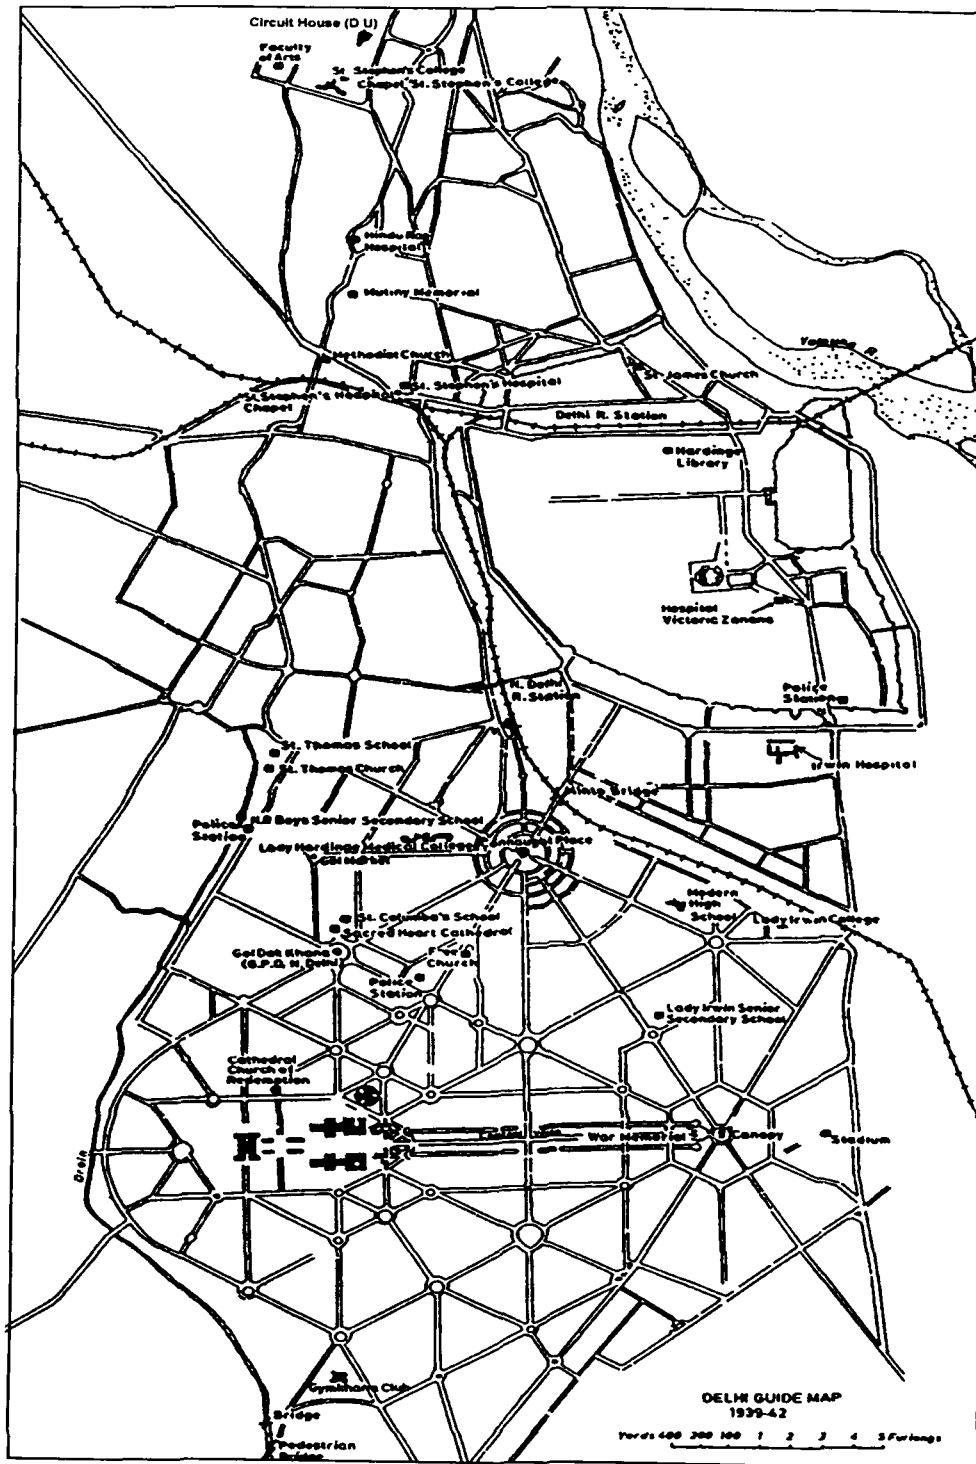 Circuit House (D U)
Faculty
of Arts
St. Stephen's College
Chapel St. Stephen's College
Hindu Rao
Hospital
Mutiny Memorial
Yamuna R.
Methodist Church
St. James Church
St. Stephen's Hospital
St. Stephen's Hospital
Chapel
Delhi R. Station
Hardinge
Library
Hospital
Victoria Zanana
N. Delhi
R. Station
Police
Station
St. Thomas School
St. Thomas Church
Irwin Hospital
Minto Bridge
N.P. Boys Senior Secondary School
Police
Station
Lady Hardinge Medical College
Connaught Place
Gol Market
Modern
High
School
Lady Irwin College
St. Columba's School
Sacred Heart Cathedral
Gol Dak Khana
(G.P.O. N. Delhi)
Free
Church
Police
Station
Lady Irwin Senior
Secondary School
Cathedral
Church of
Redemption
War Memorial
Canopy
Stadium
Drain
Gymkhana Club
Bridge
Pedestrian
Bridge
DELHI GUIDE MAP
1939-42
Yards 400 200 100 1 2 3 4 5 Furlongs